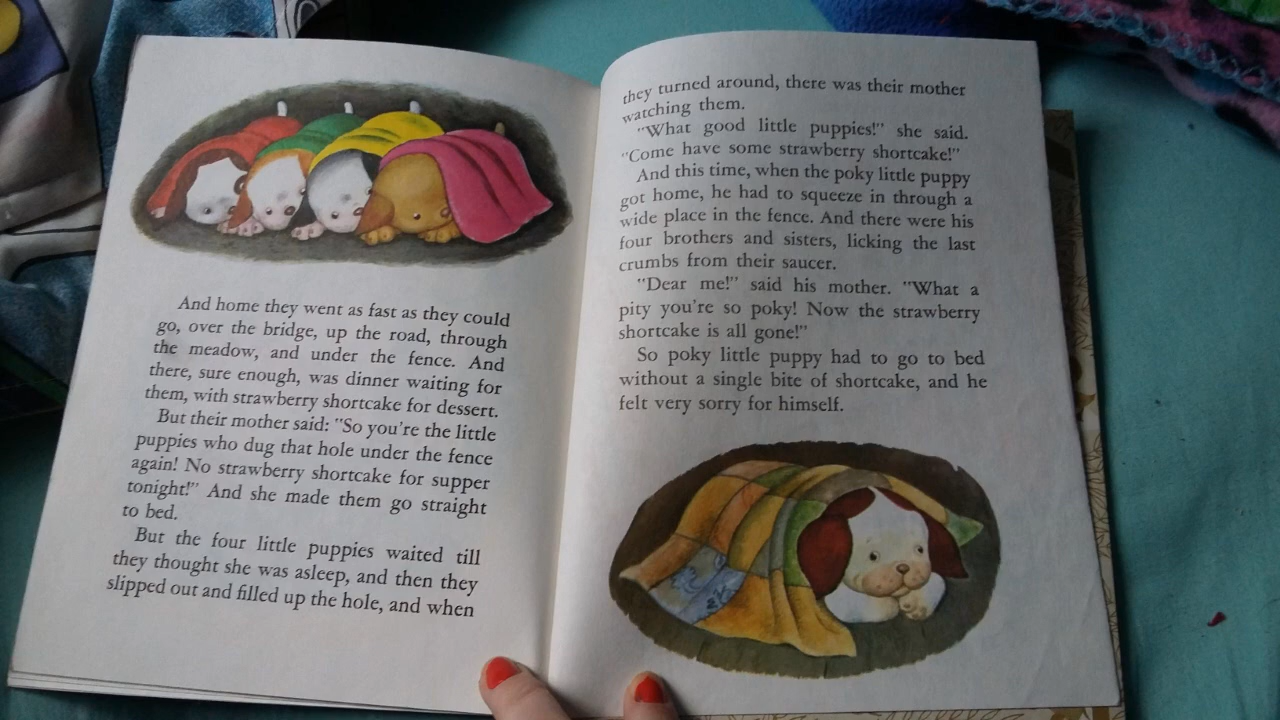 And home they went as fast as they could
go, over the bridge, up the road, through
the meadow, and under the fence. And
there, sure enough, was dinner waiting for
them, with strawberry shortcake for dessert.
But their mother said: "So you're the little
puppies who dug that hole under the fence
again! No strawberry shortcake for supper
tonight!" And she made them go straight
to bed.
But the four little puppies waited till
they thought she was asleep, and then they
slipped out and filled up the hole, and when
they turned around, there was their mother
watching them.
"What good little puppies!" she said.
"Come have some strawberry shortcake!"
And this time, when the poky little puppy
got home, he had to squeeze in through a
wide place in the fence. And there were his
four brothers and sisters, licking the last
crumbs from their saucer.
"Dear me!" said his mother. "What a
pity you're so poky! Now the strawberry
shortcake is all gone!"
So poky little puppy had to go to bed
without a single bite of shortcake, and he
felt very sorry for himself.